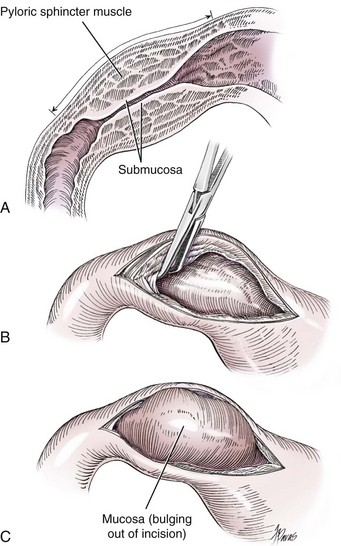 Pyloric sphincter muscle
Submucosa
A
B
Mucosa (bulging
out of incision)
C